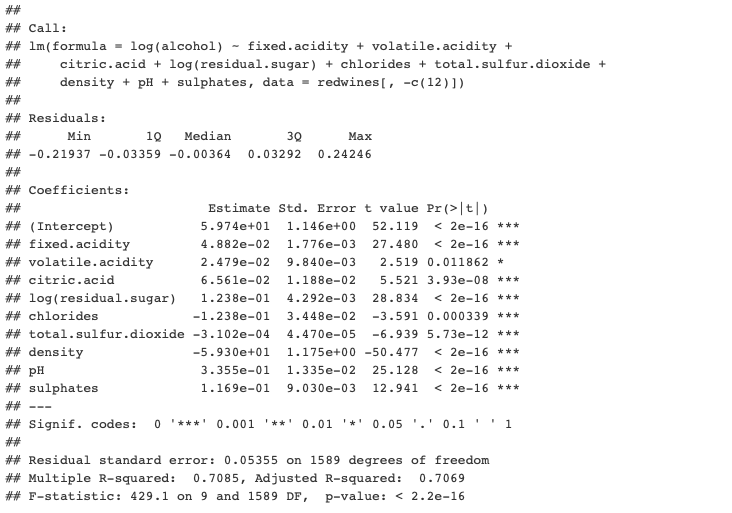 ##
## Call:
## lm(formula = log(alcohol) ~ fixed.acidity + volatile.acidity +
##     citric.acid + log(residual.sugar) + chlorides + total.sulfur.dioxide +
##     density + pH + sulphates, data = redwines[, -c(12)])
##
## Residuals:
##      Min       1Q   Median       3Q      Max
## -0.21937 -0.03359 -0.00364  0.03292  0.24246
##
## Coefficients:
##                        Estimate Std. Error t value Pr(>|t|)
## (Intercept)           5.974e+01  1.146e+00  52.119  < 2e-16 ***
## fixed.acidity         4.882e-02  1.776e-03  27.480  < 2e-16 ***
## volatile.acidity      2.479e-02  9.840e-03   2.519 0.011862 *
## citric.acid           6.561e-02  1.188e-02   5.521 3.93e-08 ***
## log(residual.sugar)   1.238e-01  4.292e-03  28.834  < 2e-16 ***
## chlorides            -1.238e-01  3.448e-02  -3.591 0.000339 ***
## total.sulfur.dioxide -3.102e-04  4.470e-05  -6.939 5.73e-12 ***
## density              -5.930e+01  1.175e+00 -50.477  < 2e-16 ***
## pH                    3.355e-01  1.335e-02  25.128  < 2e-16 ***
## sulphates             1.169e-01  9.030e-03  12.941  < 2e-16 ***
## ---
## Signif. codes:  0 '***' 0.001 '**' 0.01 '*' 0.05 '.' 0.1 ' ' 1
##
## Residual standard error: 0.05355 on 1589 degrees of freedom
## Multiple R-squared:  0.7085, Adjusted R-squared:  0.7069
## F-statistic: 429.1 on 9 and 1589 DF,  p-value: < 2.2e-16